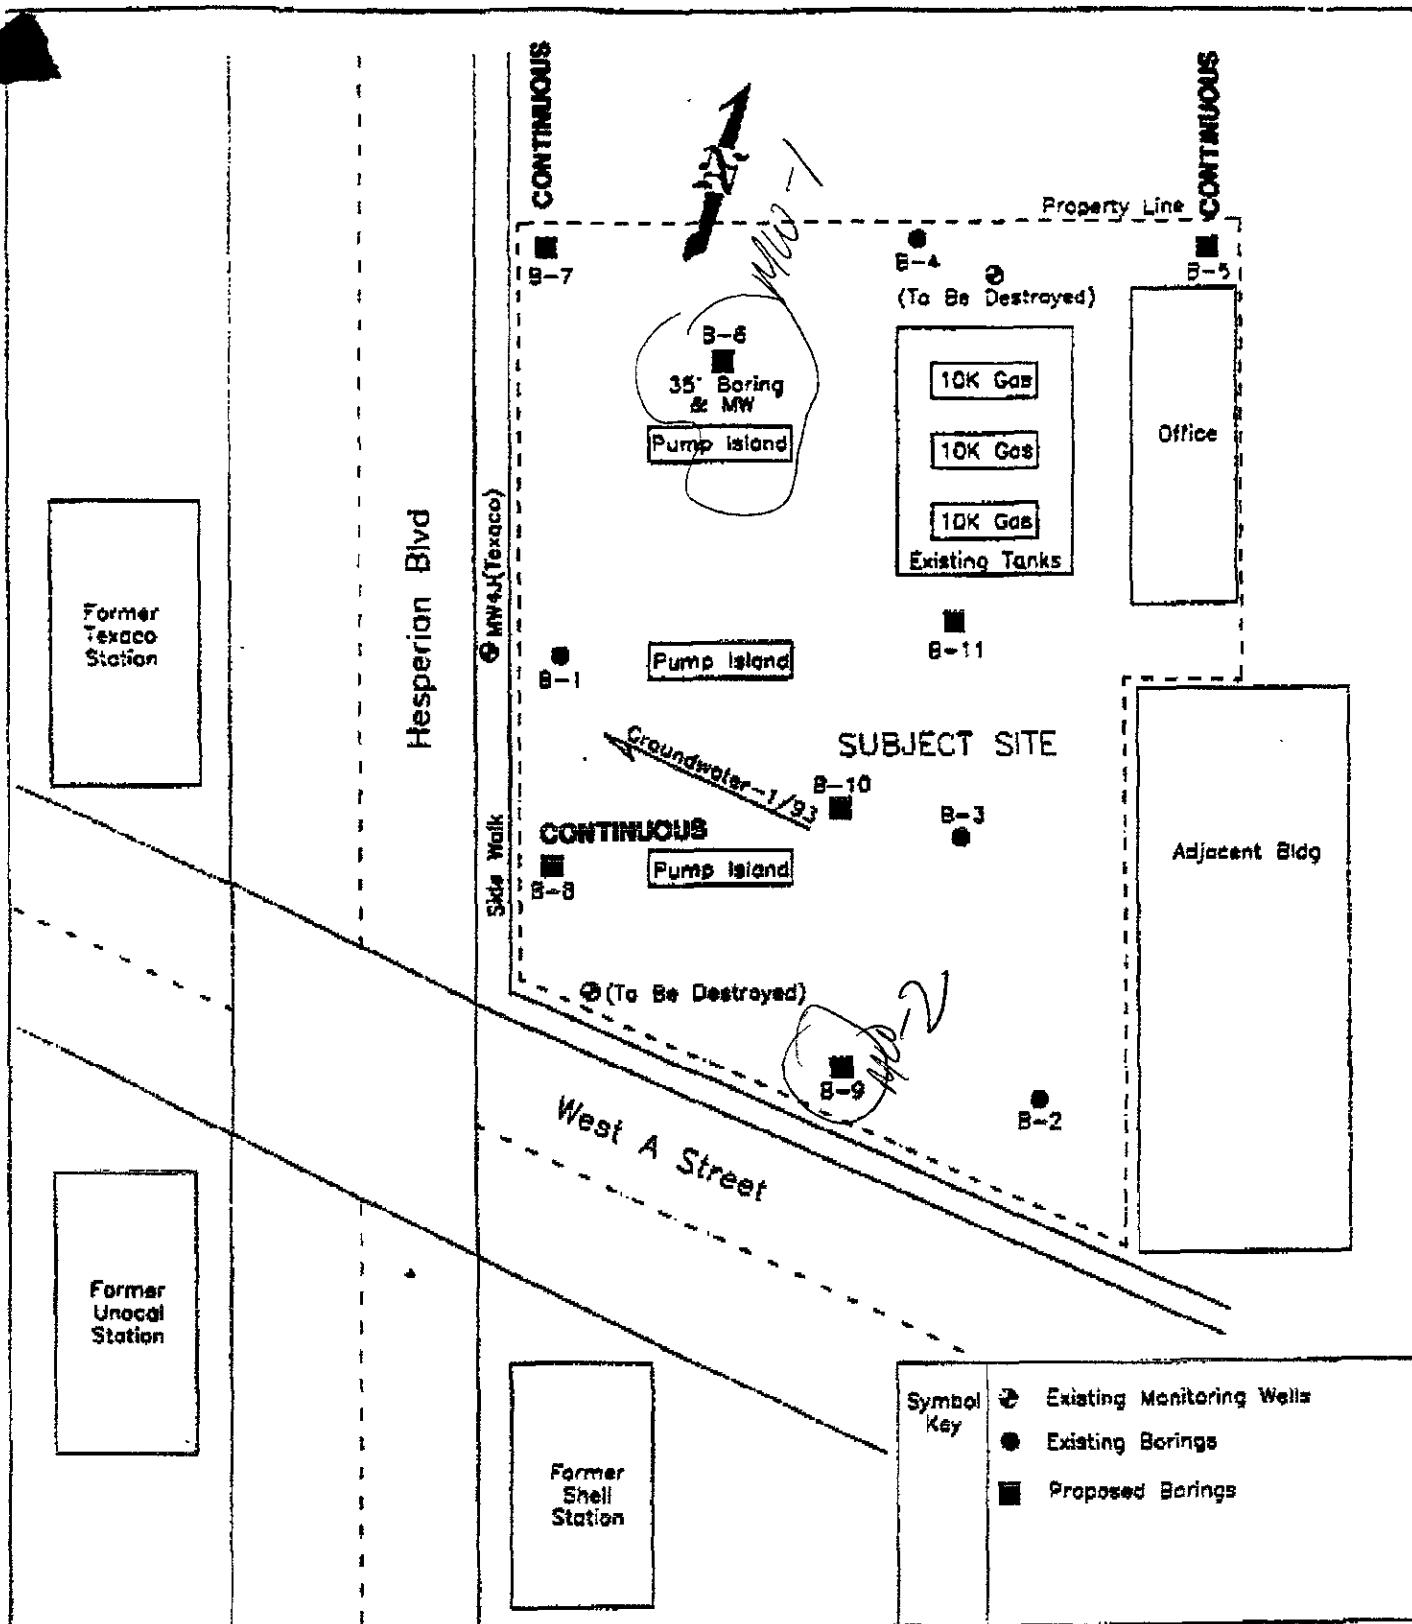 CONTINUOUS
CONTINUOUS
N
MW-1
Property Line
B-7
B-4
B-5
(To Be Destroyed)
B-6
35' Boring
& MW
Pump Island
10K Gas
10K Gas
10K Gas
Existing Tanks
Office
Former
Texaco
Station
Hesperian Blvd
MW4J(Texaco)
B-1
Pump Island
B-11
SUBJECT SITE
Groundwater-1/93
B-10
B-3
CONTINUOUS
Side Walk
B-8
Pump Island
Adjacent Bldg
(To Be Destroyed)
MW-2
B-9
B-2
West A Street
Former
Unocal
Station
Former
Shell
Station
Symbol
Key
Existing Monitoring Wells
Existing Borings
Proposed Borings